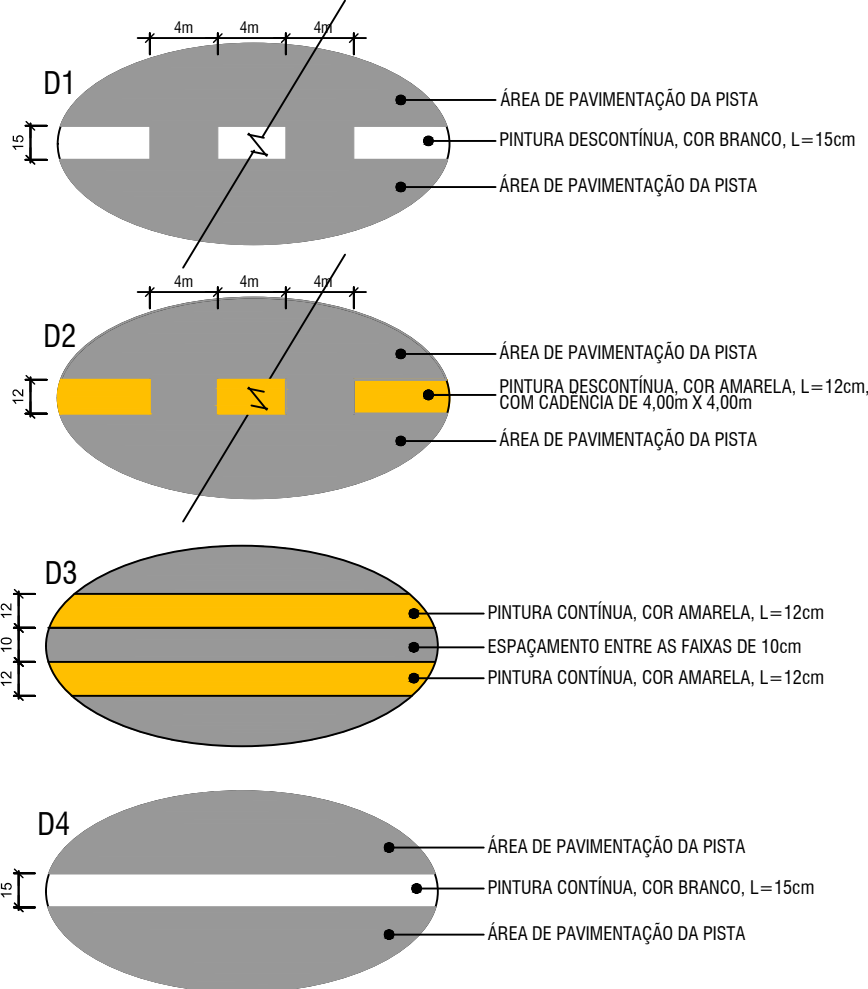 4m 4m 4m
D1
15
ÁREA DE PAVIMENTAÇÃO DA PISTA
PINTURA DESCONTÍNUA, COR BRANCO, L=15cm
ÁREA DE PAVIMENTAÇÃO DA PISTA
4m 4m 4m
D2
12
ÁREA DE PAVIMENTAÇÃO DA PISTA
PINTURA DESCONTÍNUA, COR AMARELA, L=12cm,
COM CADÊNCIA DE 4,00m X 4,00m
ÁREA DE PAVIMENTAÇÃO DA PISTA
D3
12
PINTURA CONTÍNUA, COR AMARELA, L=12cm
10
ESPAÇAMENTO ENTRE AS FAIXAS DE 10cm
12
PINTURA CONTÍNUA, COR AMARELA, L=12cm
D4
ÁREA DE PAVIMENTAÇÃO DA PISTA
15
PINTURA CONTÍNUA, COR BRANCO, L=15cm
ÁREA DE PAVIMENTAÇÃO DA PISTA